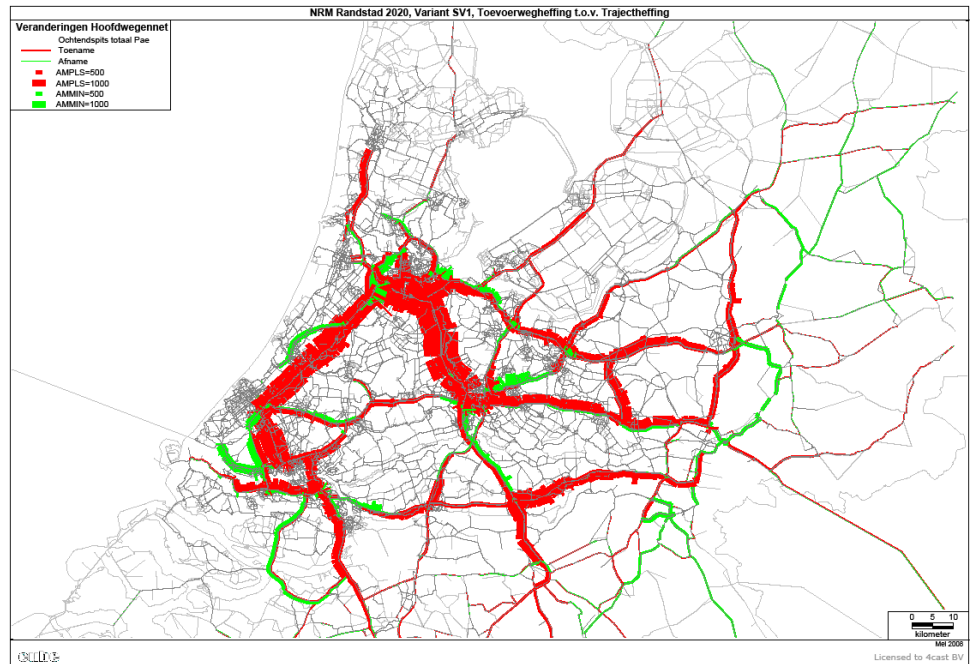 NRM Randstad 2020, Variant SV1, Toevoerwegheffing t.o.v. Trajectheffing
Veranderingen Hoofdwegennet
Ochtendspits totaal Pae
Toename
Afname
AMPLS=500
AMPLS=1000
AMMIN=500
AMMIN=1000
0 5 10
kilometer
Mei 2008
cube
Licensed to 4cast BV